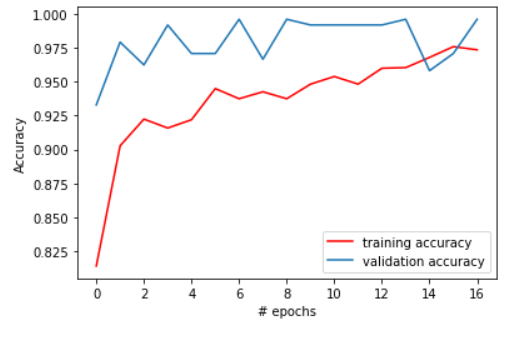 1.000
0.975
0.950
0.925
0.900
0.875
0.850
0.825
Accuracy
training accuracy
validation accuracy
0 2 4 6 8 10 12 14 16
# epochs